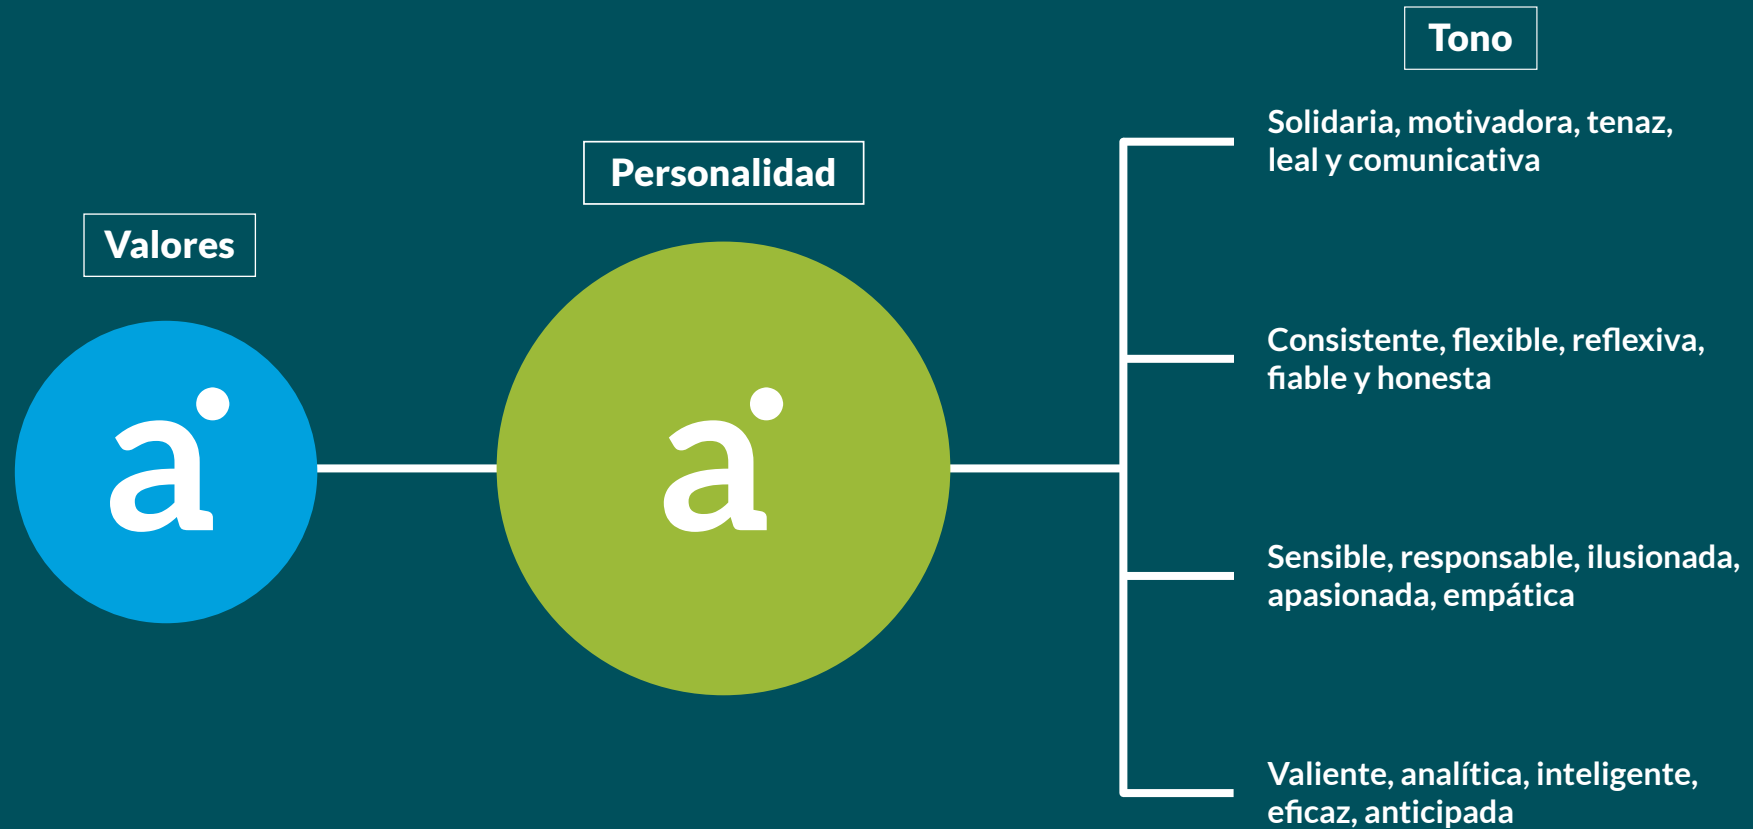 Valores
a
Personalidad
a
Tono
Solidaria, motivadora, tenaz,
leal y comunicativa
Consistente, flexible, reflexiva,
fiable y honesta
Sensible, responsable, ilusionada,
apasionada, empática
Valiente, analítica, inteligente,
eficaz, anticipada